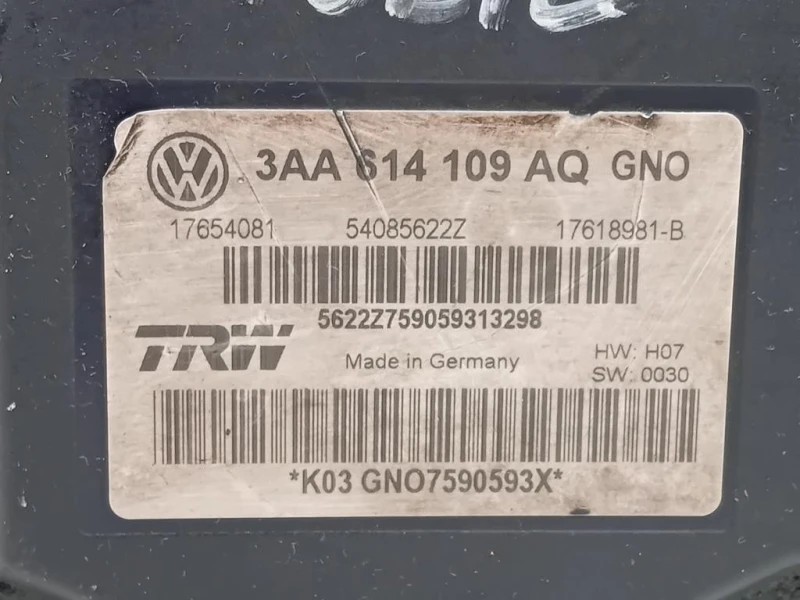 3AA 614 109 AQ GNO
17654081 54085622Z 17618981-B
5622Z759059313298
TRW Made in Germany HW: H07
SW: 0030
*K03 GNO7590593X*